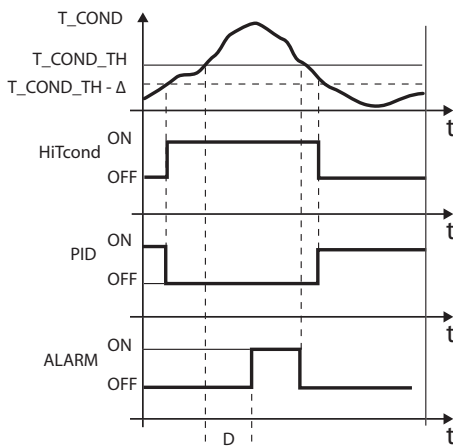 T_COND
T_COND_TH
T_COND_TH - Δ
t
ON
HiTcond
OFF
t
ON
PID
OFF
t
ON
ALARM
OFF
t
D